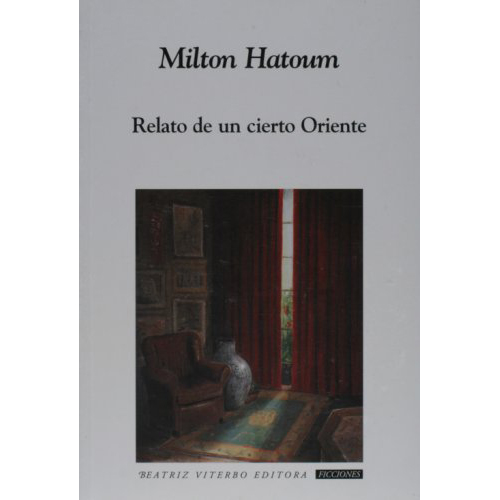 Milton Hatoum
Relato de un cierto Oriente
BEATRIZ VITERBO EDITORA FICCIONES